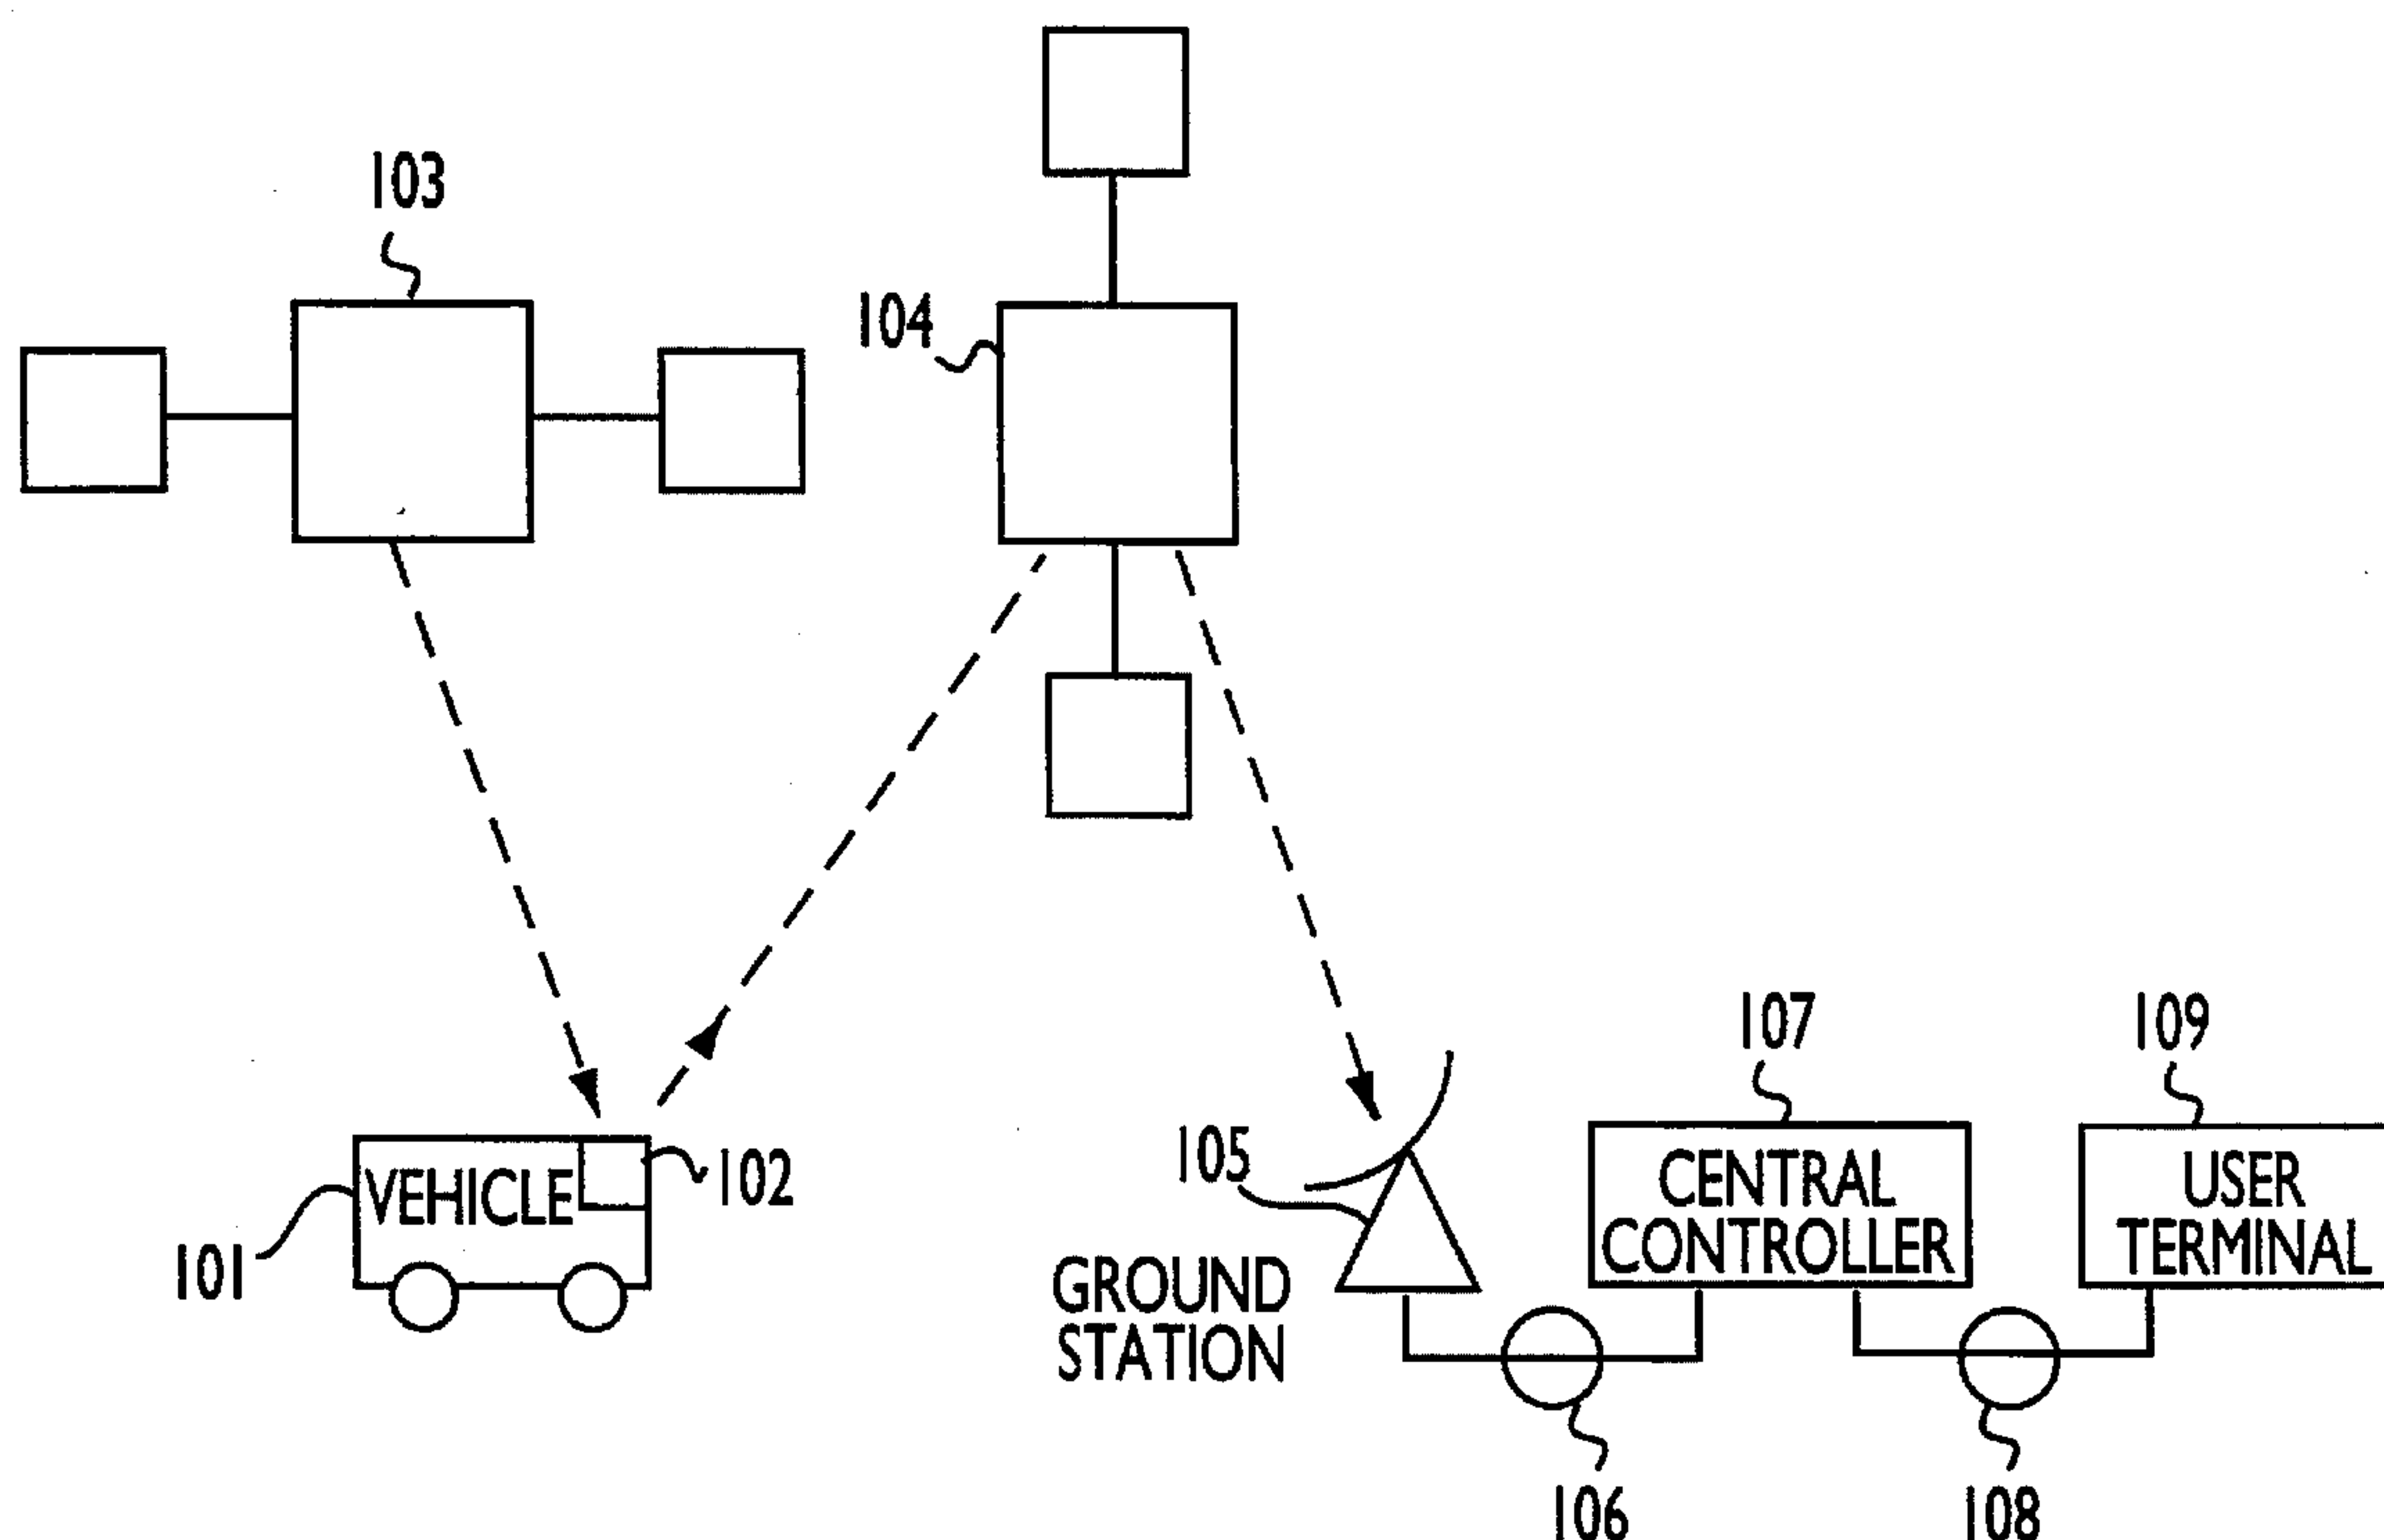 103
104
107
109
105
CENTRAL
CONTROLLER
USER
TERMINAL
VEHICLE
102
101
GROUND
STATION
106
108